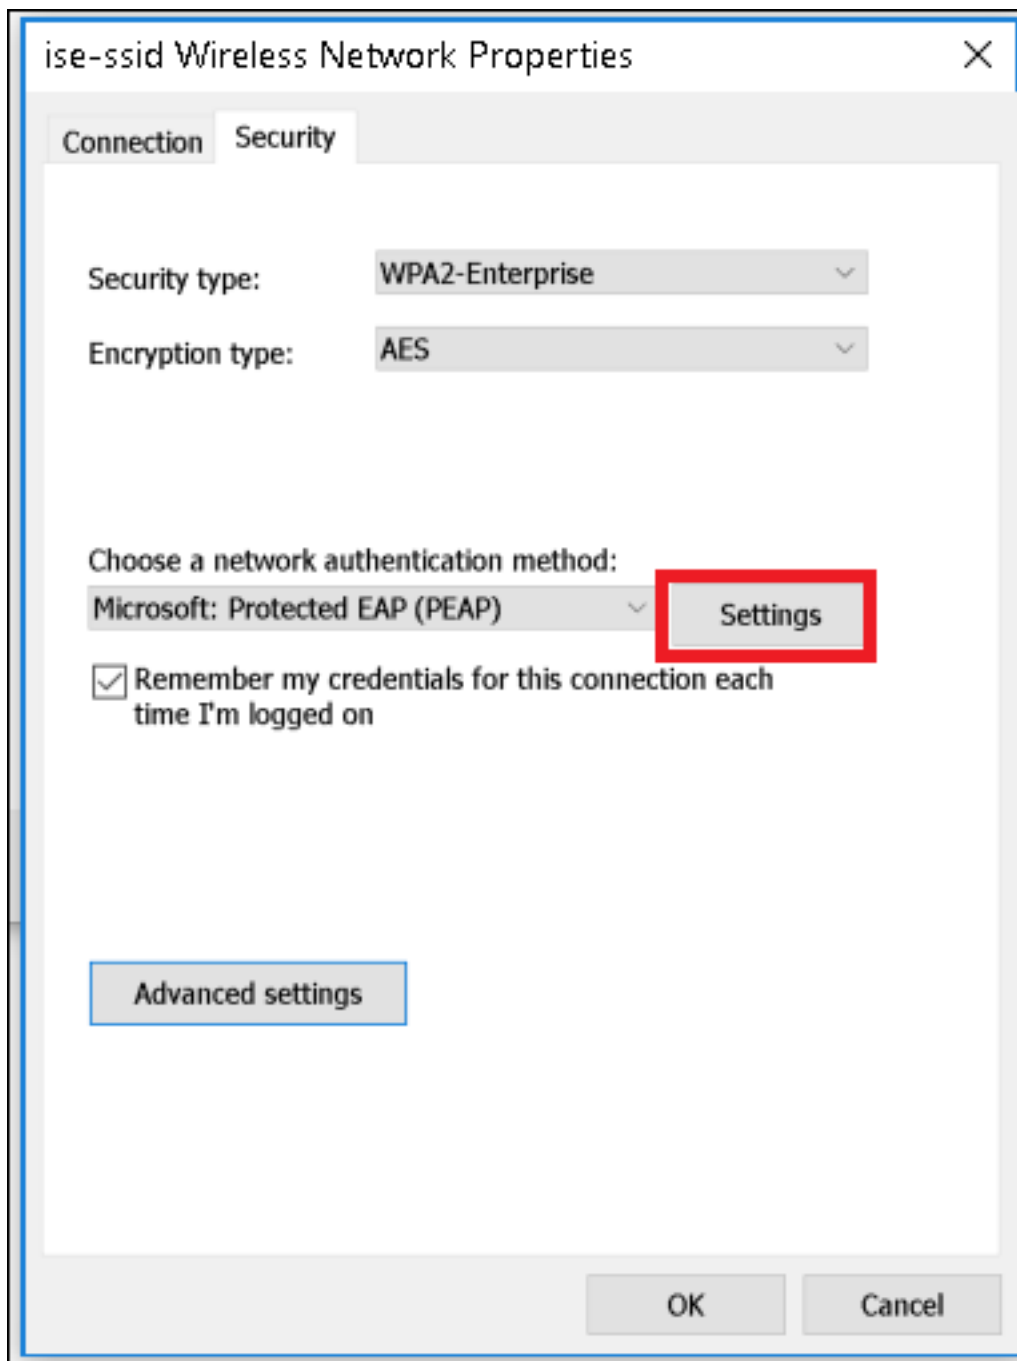 ise-ssid Wireless Network Properties
Connection
Security
Security type:
WPA2-Enterprise
Encryption type:
AES
Choose a network authentication method:
Microsoft: Protected EAP (PEAP)
Settings
Remember my credentials for this connection each
time I'm logged on
Advanced settings
OK
Cancel